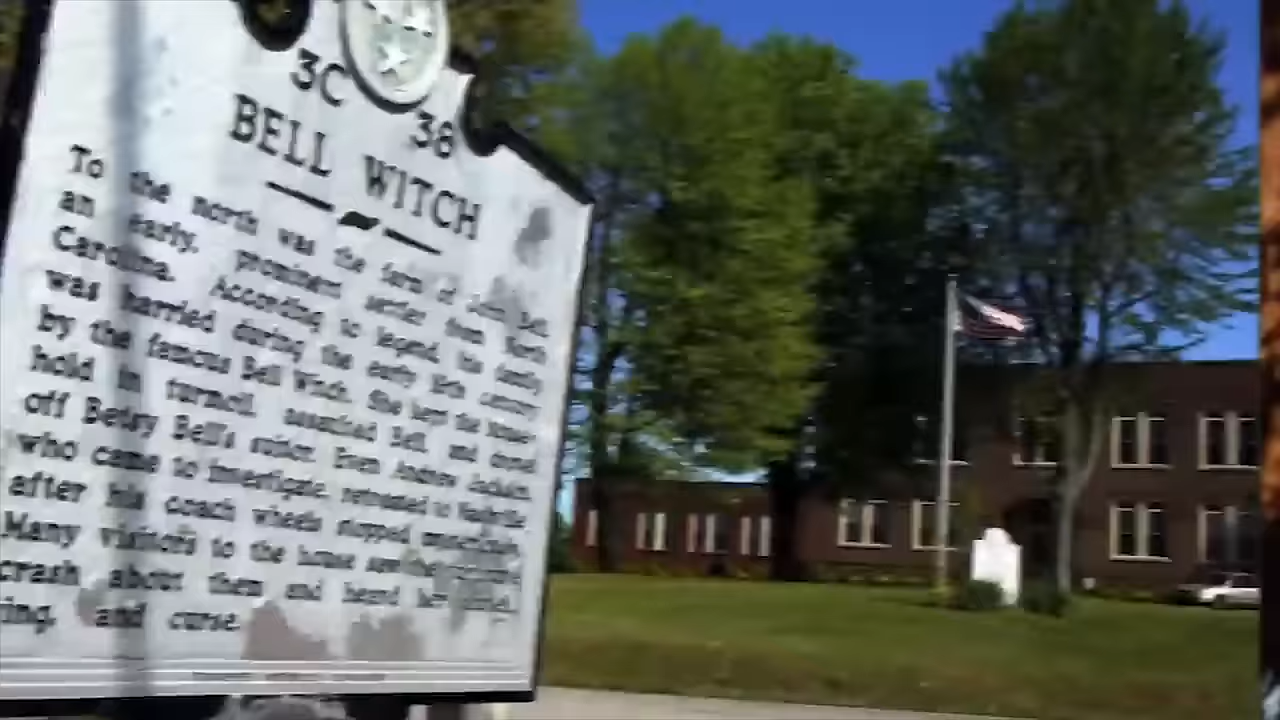 3C 38
BELL WITCH
To the north was the farm of John Bell,
an early, prominent settler from North
Carolina. According to legend, his family
was harried during the early 19th century
by the famous Bell Witch. She kept the house-
hold in turmoil, assaulted Bell, and drove
off Betsy Bell's suitor. Even Andrew Jackson
who came to investigate, retreated to Nashville
after his coach wheels stopped
Many visitors to the house saw the
crash about them and heard her
ing, and curse.